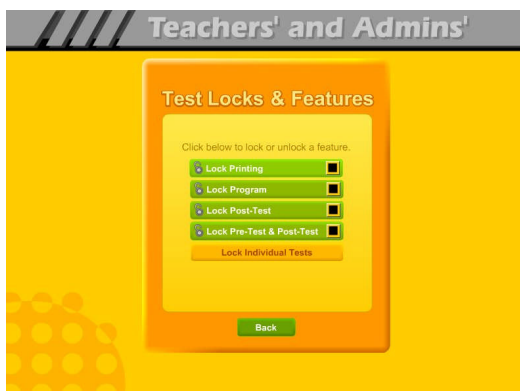 Teachers' and Admins'
Test Locks & Features
Click below to lock or unlock a feature.
Lock Printing
Lock Program
Lock Post-Test
Lock Pre-Test & Post-Test
Lock Individual Tests
Back